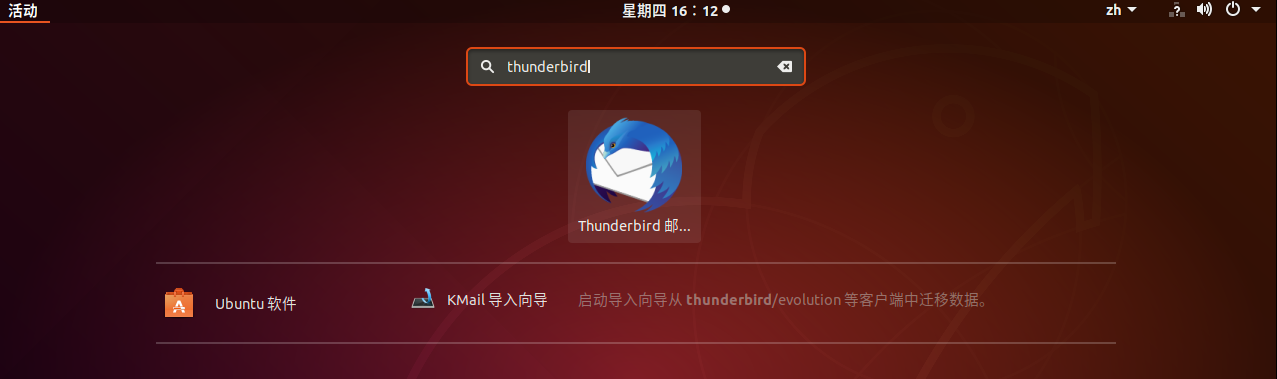 活动
星期四 16：12
zh
thunderbird
Thunderbird 邮...
Ubuntu 软件
KMail 导入向导
启动导入向导从 thunderbird/evolution 等客户端中迁移数据。